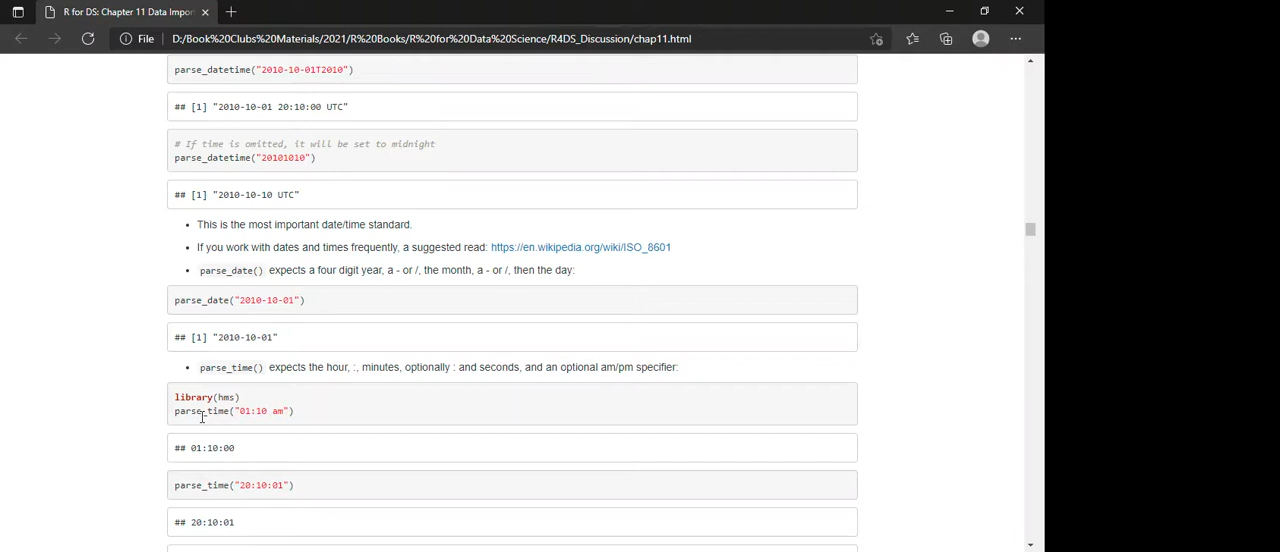 R for DS: Chapter 11 Data Impor
File D:/Book%20Clubs%20Materials/2021/R%20Books/R%20for%20Data%20Science/R4DS_Discussion/chap11.html
parse_datetime("2010-10-01T2010")
## [1] "2010-10-01 20:10:00 UTC"
# If time is omitted, it will be set to midnight
parse_datetime("20101010")
## [1] "2010-10-10 UTC"
• This is the most important date/time standard.
• If you work with dates and times frequently, a suggested read: https://en.wikipedia.org/wiki/ISO_8601
• parse_date() expects a four digit year, a - or /, the month, a - or /, then the day:
parse_date("2010-10-01")
## [1] "2010-10-01"
• parse_time() expects the hour, :, minutes, optionally : and seconds, and an optional am/pm specifier:
library(hms)
parse_time("01:10 am")
## 01:10:00
parse_time("20:10:01")
## 20:10:01